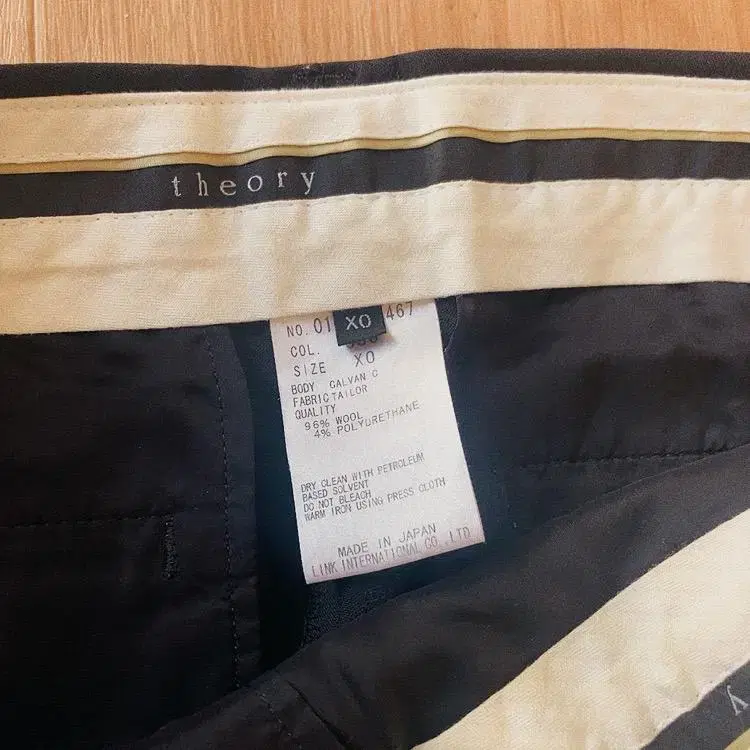 theory
XO
NO. 01 467
COL.
SIZE XO
BODY GALVAN C
FABRIC TAILOR
QUALITY
96% WOOL
4% POLYURETHANE
DRY CLEAN WITH PETROLEUM
BASED SOLVENT
DO NOT BLEACH
WARM IRON USING PRESS CLOTH
MADE IN JAPAN
LINK INTERNATIONAL CO.,LTD
y